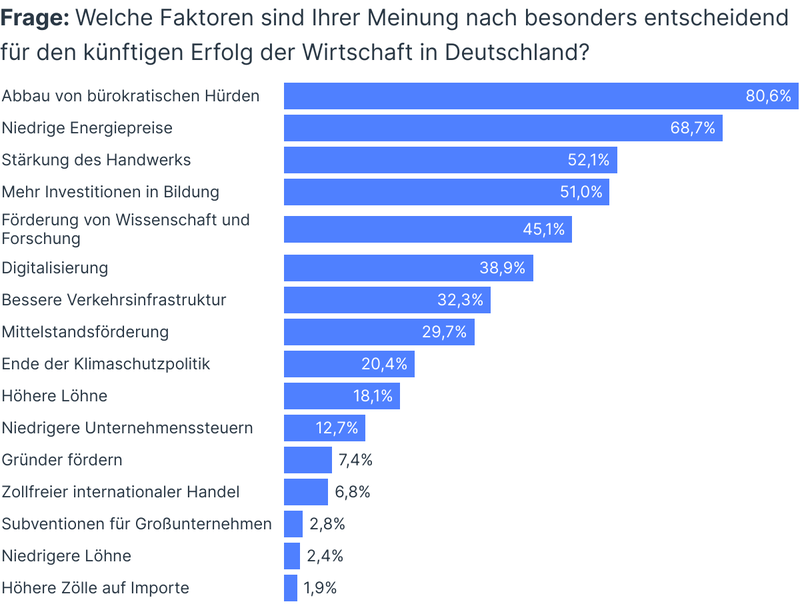 Frage: Welche Faktoren sind Ihrer Meinung nach besonders entscheidend
für den künftigen Erfolg der Wirtschaft in Deutschland?
Abbau von bürokratischen Hürden 80,6%
Niedrige Energiepreise 68,7%
Stärkung des Handwerks 52,1%
Mehr Investitionen in Bildung 51,0%
Förderung von Wissenschaft und
Forschung 45,1%
Digitalisierung 38,9%
Bessere Verkehrsinfrastruktur 32,3%
Mittelstandsförderung 29,7%
Ende der Klimaschutzpolitik 20,4%
Höhere Löhne 18,1%
Niedrigere Unternehmenssteuern 12,7%
Gründer fördern 7,4%
Zollfreier internationaler Handel 6,8%
Subventionen für Großunternehmen 2,8%
Niedrigere Löhne 2,4%
Höhere Zölle auf Importe 1,9%